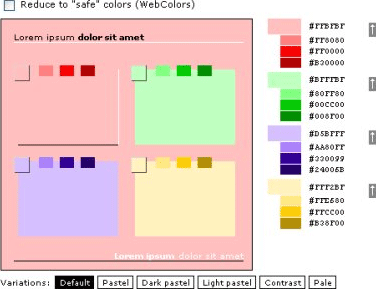 Reduce to "safe" colors (WebColors)
Lorem ipsum dolor sit amet
#FFBFBF
#FF8080
#FF0000
#B30000
#BFFFBF
#80FF80
#00CC00
#008F00
#D5BFFF
#AA80FF
#330099
#24006B
#FFF2BF
#FFE680
#FFCC00
#B38F00
Lorem ipsum dolor sit amet
Variations: Default Pastel Dark pastel Light pastel Contrast Pale